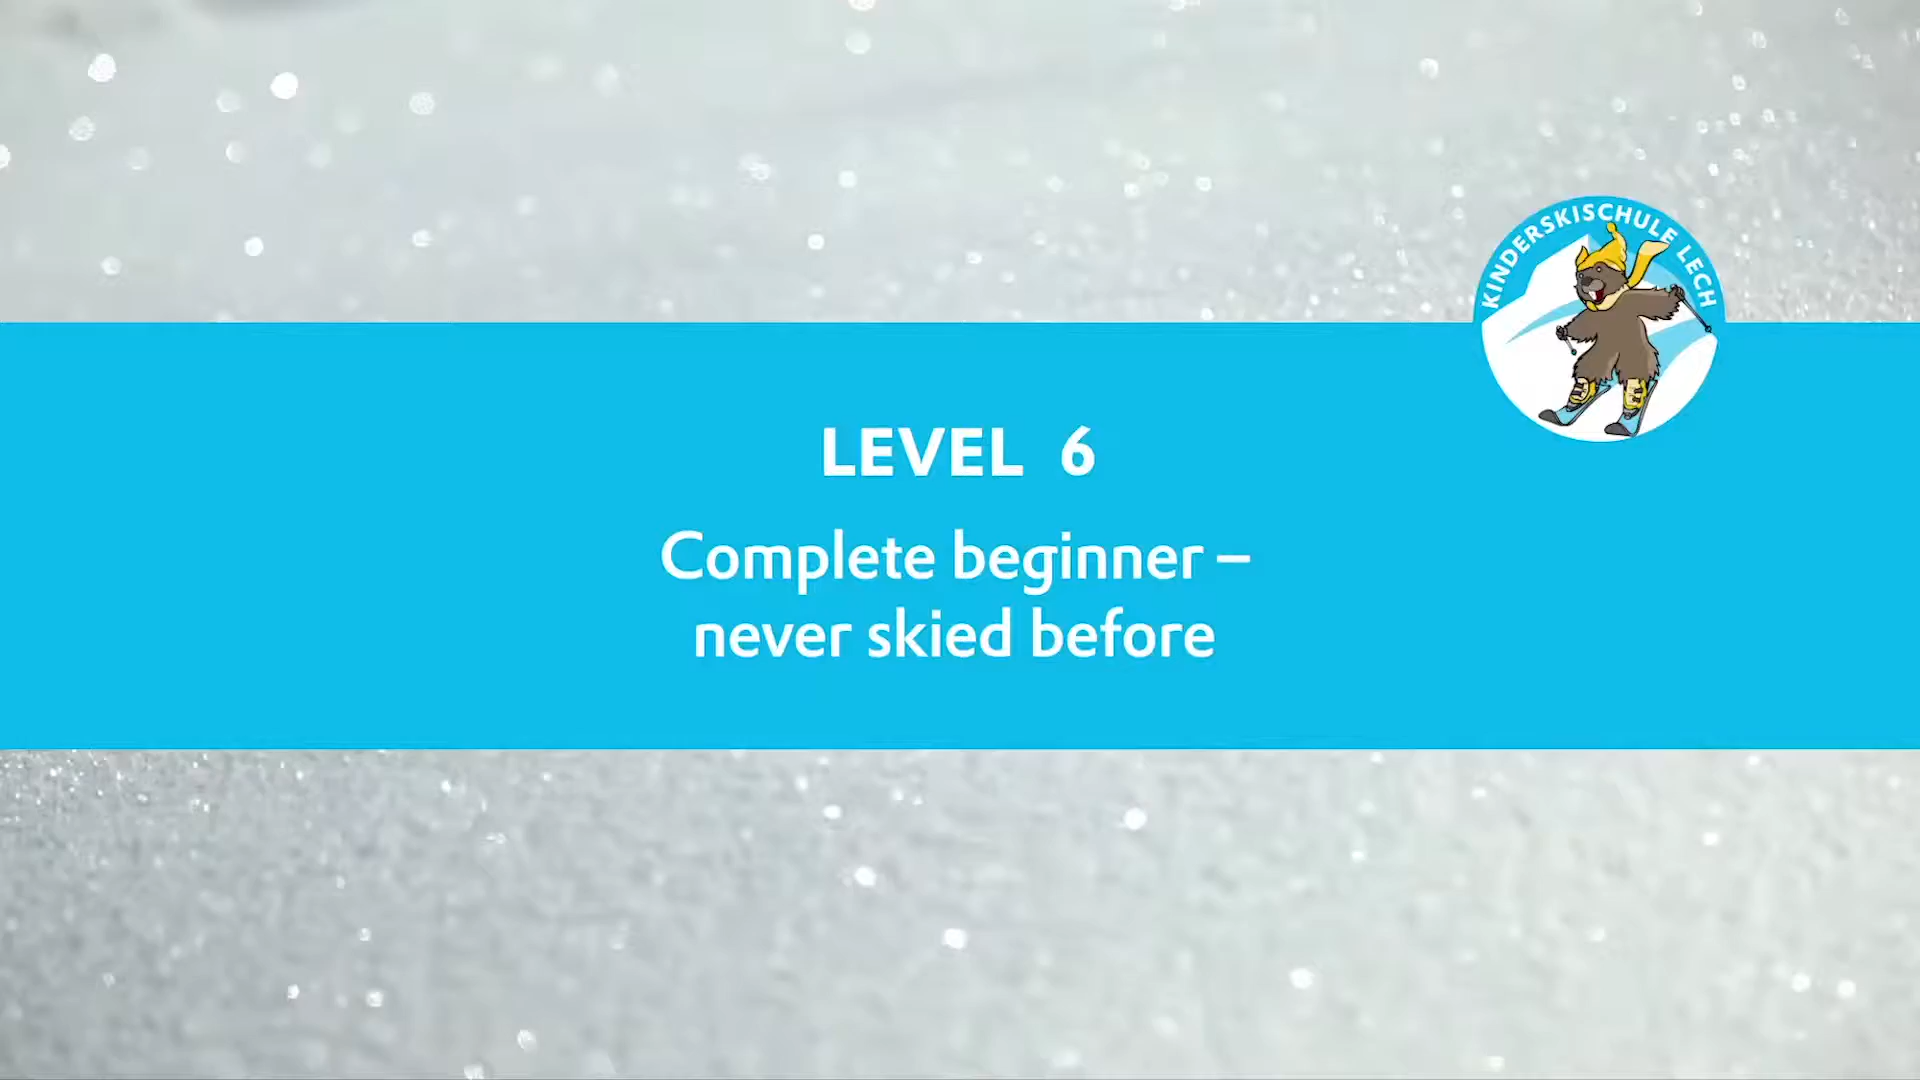 KINDERSKISCHULE LECH
LEVEL 6
Complete beginner –
never skied before